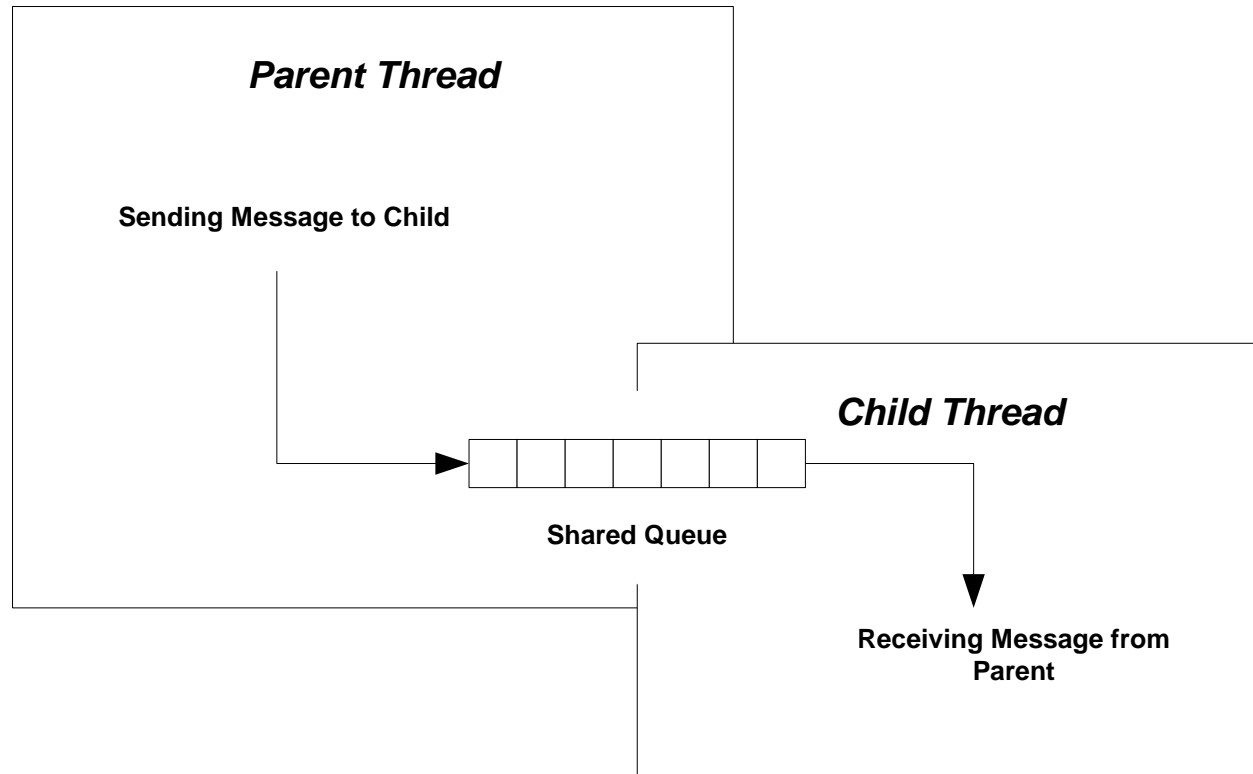 Parent Thread
Sending Message to Child
Child Thread
Shared Queue
Receiving Message from
Parent